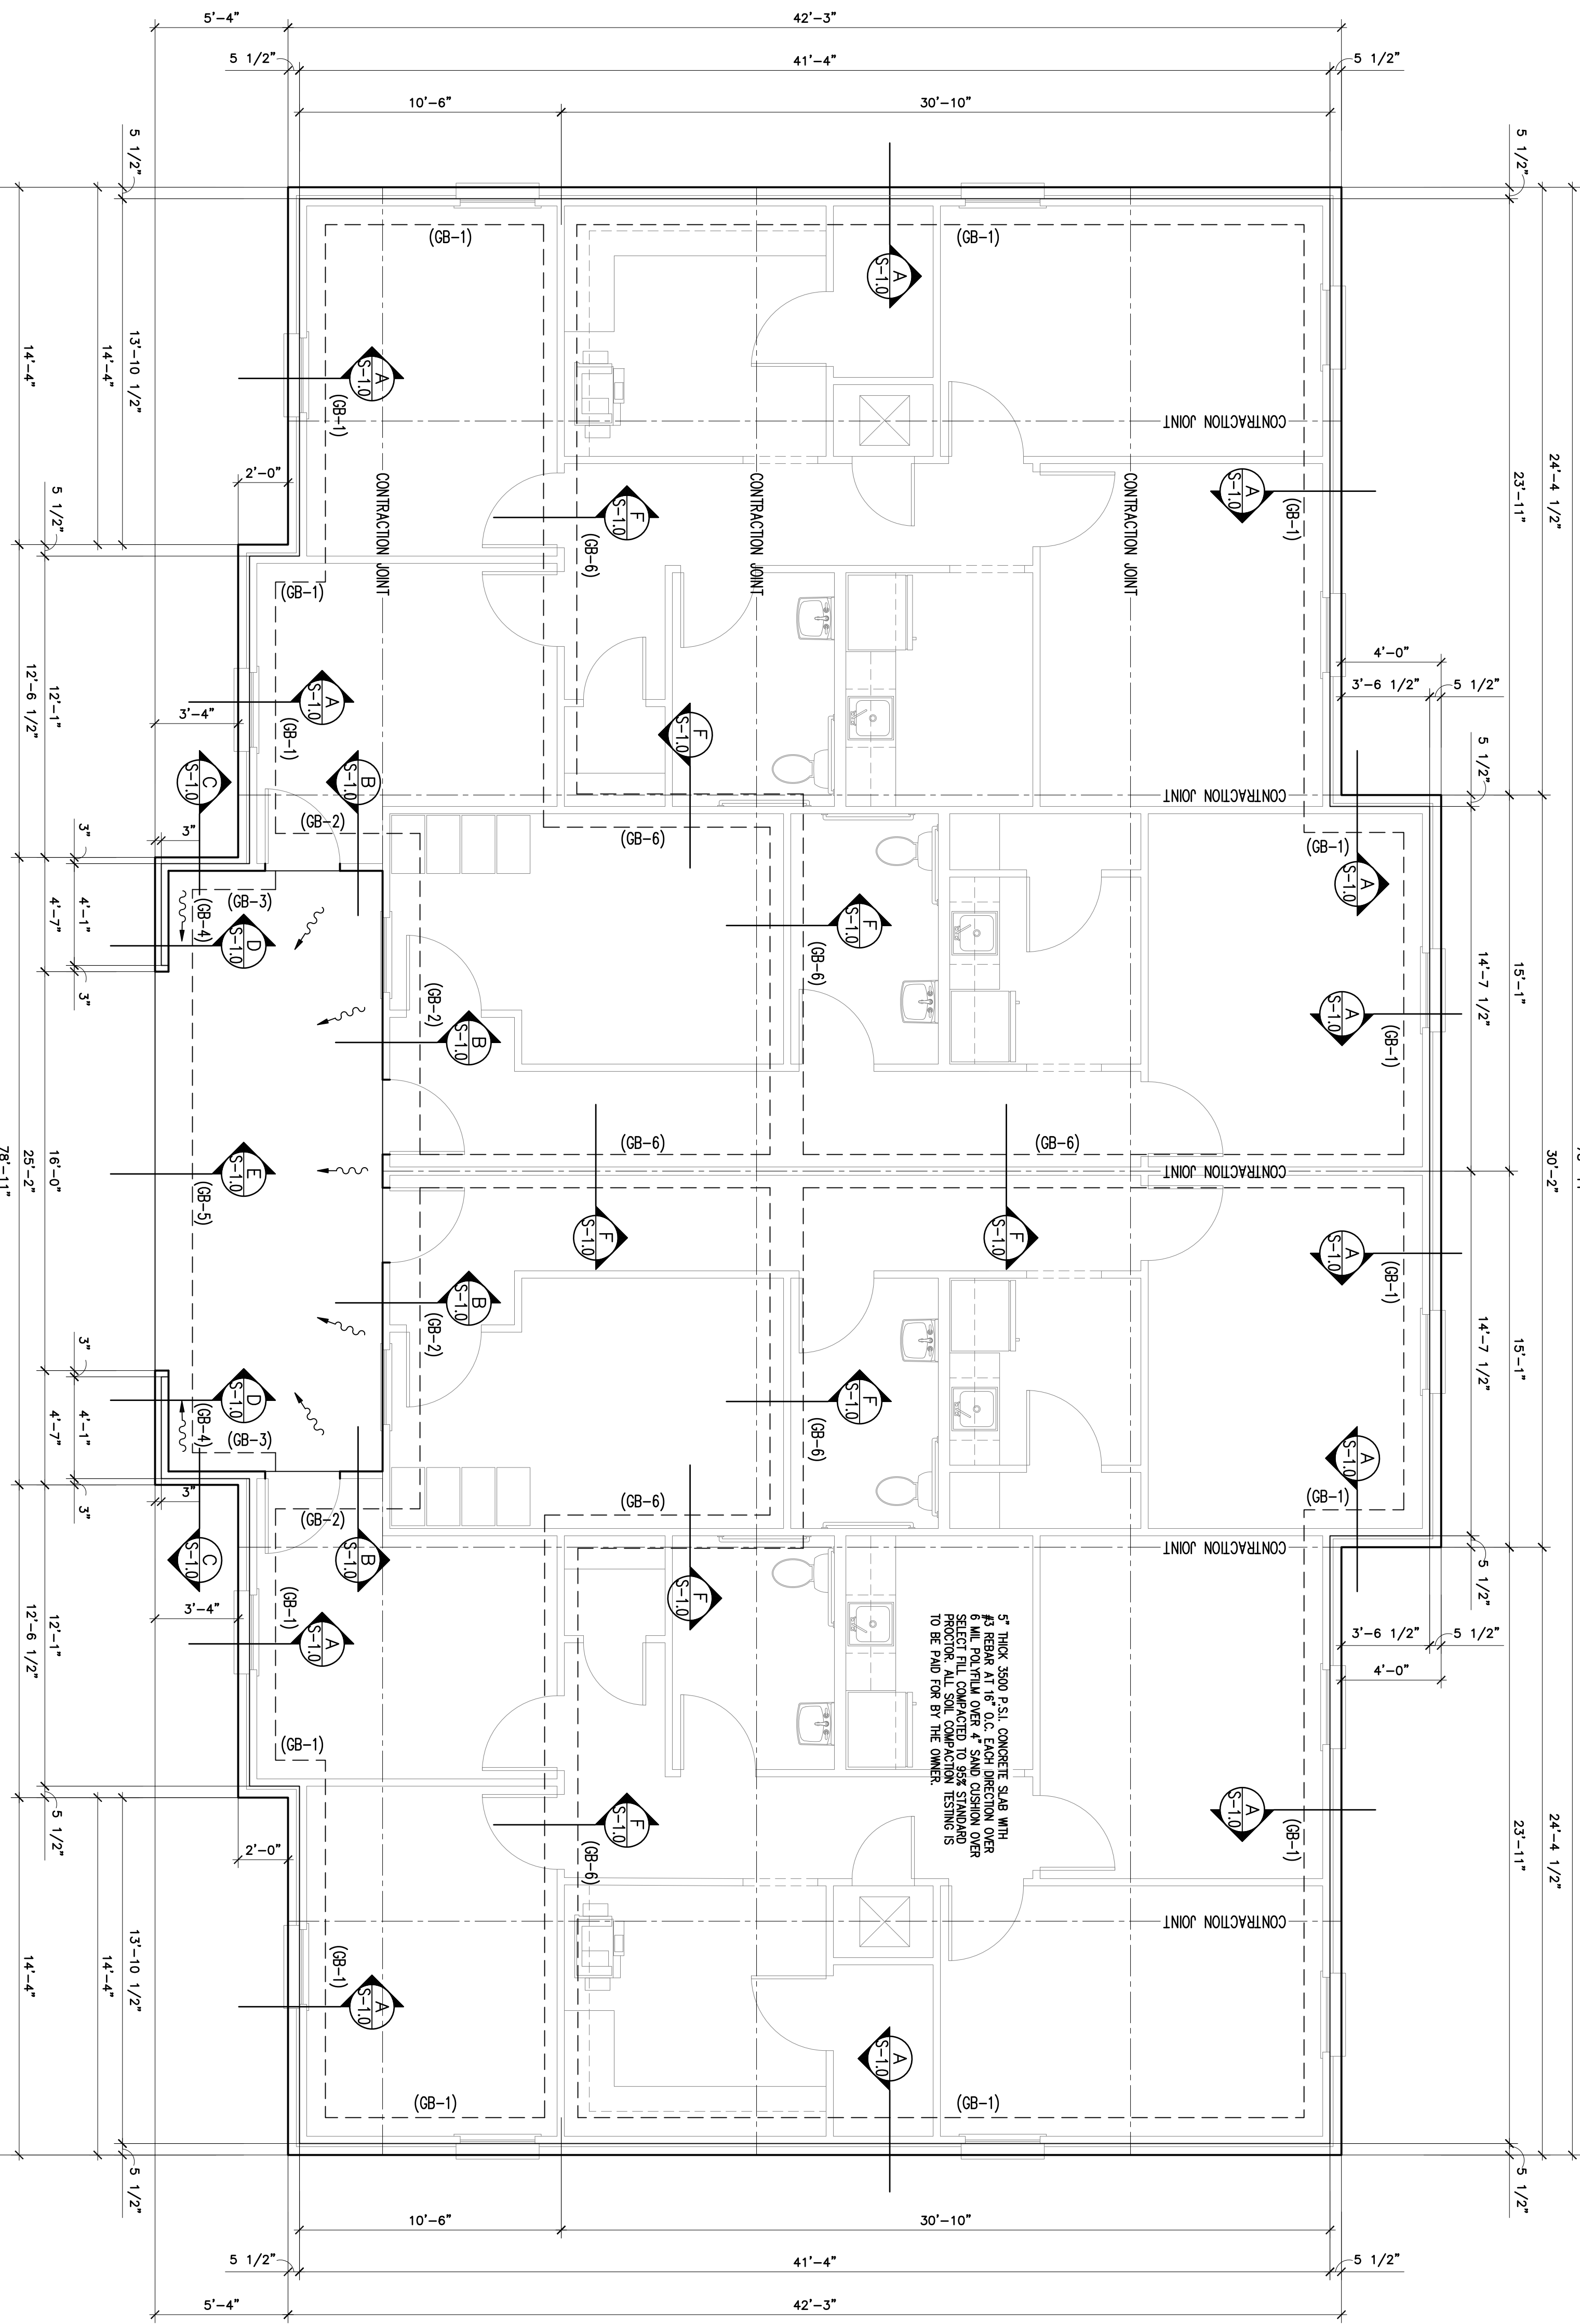 5'-4"
42'-3"
5 1/2"
41'-4"
5 1/2"
10'-6"
30'-10"
5 1/2"
13'-10 1/2"
14'-4"
14'-4"
5 1/2"
12'-1"
12'-6 1/2"
2'-0"
3'-4"
3"
3"
4'-1"
4'-7"
3"
16'-0"
25'-2"
78'-11"
3"
4'-1"
4'-7"
3"
3"
3'-4"
12'-1"
12'-6 1/2"
5 1/2"
2'-0"
13'-10 1/2"
14'-4"
14'-4"
5 1/2"
5 1/2"
24'-4 1/2"
23'-11"
4'-0"
3'-6 1/2"
5 1/2"
5 1/2"
30'-2"
15'-1"
14'-7 1/2"
15'-1"
14'-7 1/2"
5 1/2"
3'-6 1/2"
5 1/2"
4'-0"
24'-4 1/2"
23'-11"
5 1/2"
(GB-1)
(GB-1)
A
S-1.0
A
S-1.0
(GB-1)
CONTRACTION JOINT
CONTRACTION JOINT
CONTRACTION JOINT
CONTRACTION JOINT
F
S-1.0
(GB-6)
A
S-1.0
(GB-1)
(GB-1)
A
S-1.0
(GB-1)
F
S-1.0
C
S-1.0
B
S-1.0
CONTRACTION JOINT
(GB-2)
(GB-6)
(GB-1)
A
S-1.0
(GB-3)
(GB-4)
D
S-1.0
F
S-1.0
(GB-6)
(GB-2)
B
S-1.0
A
S-1.0
(GB-1)
(GB-6)
(GB-6)
E
S-1.0
(GB-5)
CONTRACTION JOINT
F
S-1.0
F
S-1.0
A
S-1.0
(GB-1)
B
S-1.0
(GB-2)
D
S-1.0
(GB-4)
(GB-3)
F
S-1.0
(GB-6)
A
S-1.0
(GB-1)
(GB-2)
(GB-6)
C
S-1.0
B
S-1.0
CONTRACTION JOINT
F
S-1.0
(GB-1)
A
S-1.0
(GB-1)
5" THICK 3500 P.S.I. CONCRETE SLAB WITH
#3 REBAR AT 16" O.C. EACH DIRECTION OVER
6 MIL POLYFILM OVER 4" SAND CUSHION OVER
SELECT FILL COMPACTED TO 95% STANDARD
PROCTOR. ALL SOIL COMPACTION TESTING IS
TO BE PAID FOR BY THE OWNER.
F
S-1.0
(GB-6)
A
S-1.0
(GB-1)
CONTRACTION JOINT
(GB-1)
A
S-1.0
A
S-1.0
(GB-1)
(GB-1)
10'-6"
30'-10"
5 1/2"
41'-4"
5 1/2"
5'-4"
42'-3"